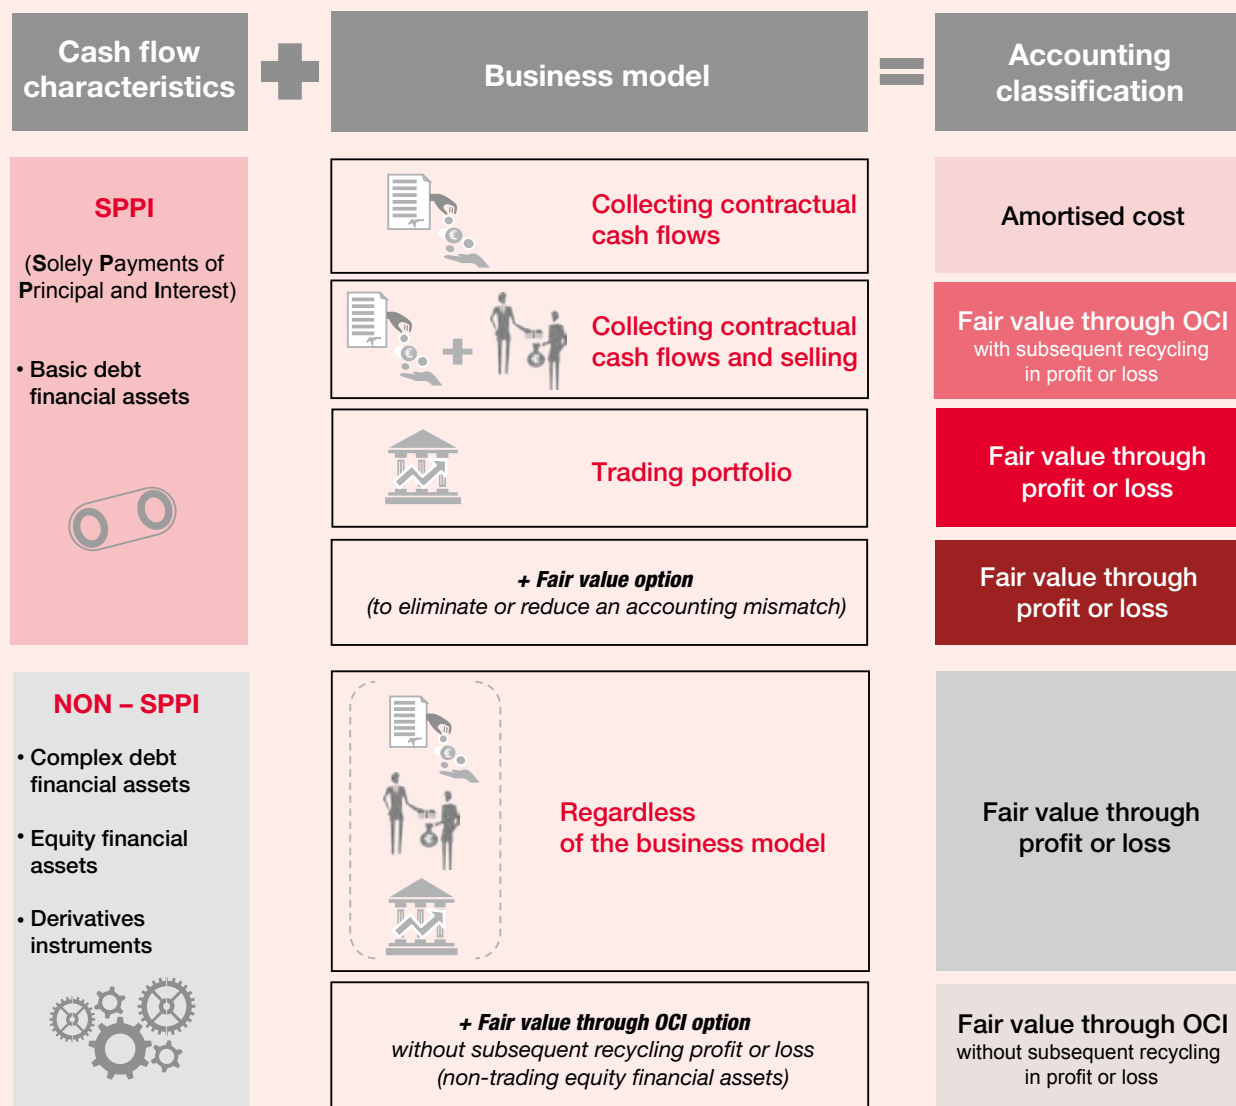 Cash flow
characteristics
Business model
Accounting
classification
SPPI
(Solely Payments of
Principal and Interest)
• Basic debt
financial assets
Collecting contractual
cash flows
Amortised cost
Collecting contractual
cash flows and selling
Fair value through OCI
with subsequent recycling
in profit or loss
Trading portfolio
Fair value through
profit or loss
+ Fair value option
(to eliminate or reduce an accounting mismatch)
Fair value through
profit or loss
NON – SPPI
• Complex debt
financial assets
• Equity financial
assets
• Derivatives
instruments
Regardless
of the business model
Fair value through
profit or loss
+ Fair value through OCI option
without subsequent recycling profit or loss
(non-trading equity financial assets)
Fair value through OCI
without subsequent recycling
in profit or loss